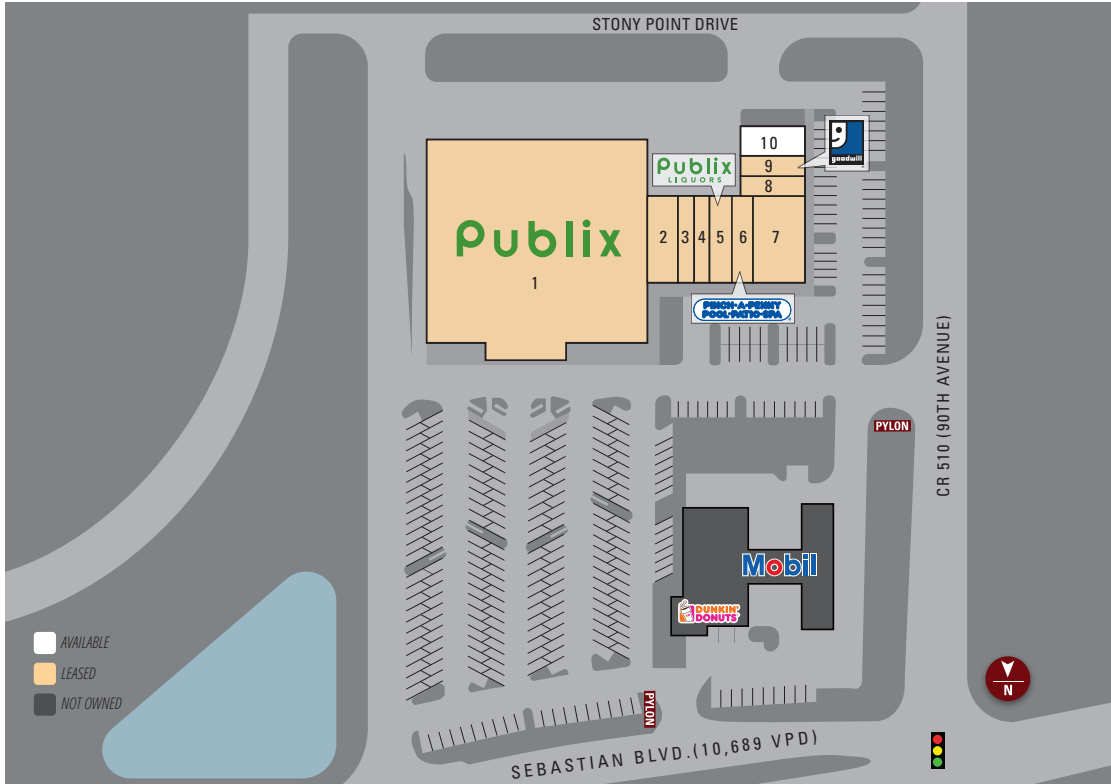 STONY POINT DRIVE
10
goodwill
Publix
LIQUORS
9
8
Publix
1
2
3
4
5
6
7
PINCH•A•PENNY
POOL•PATIO•SPA
CR 510 (90TH AVENUE)
PYLON
Mobil
DUNKIN'
DONUTS
AVAILABLE
LEASED
NOT OWNED
N
PYLON
SEBASTIAN BLVD.(10,689 VPD)